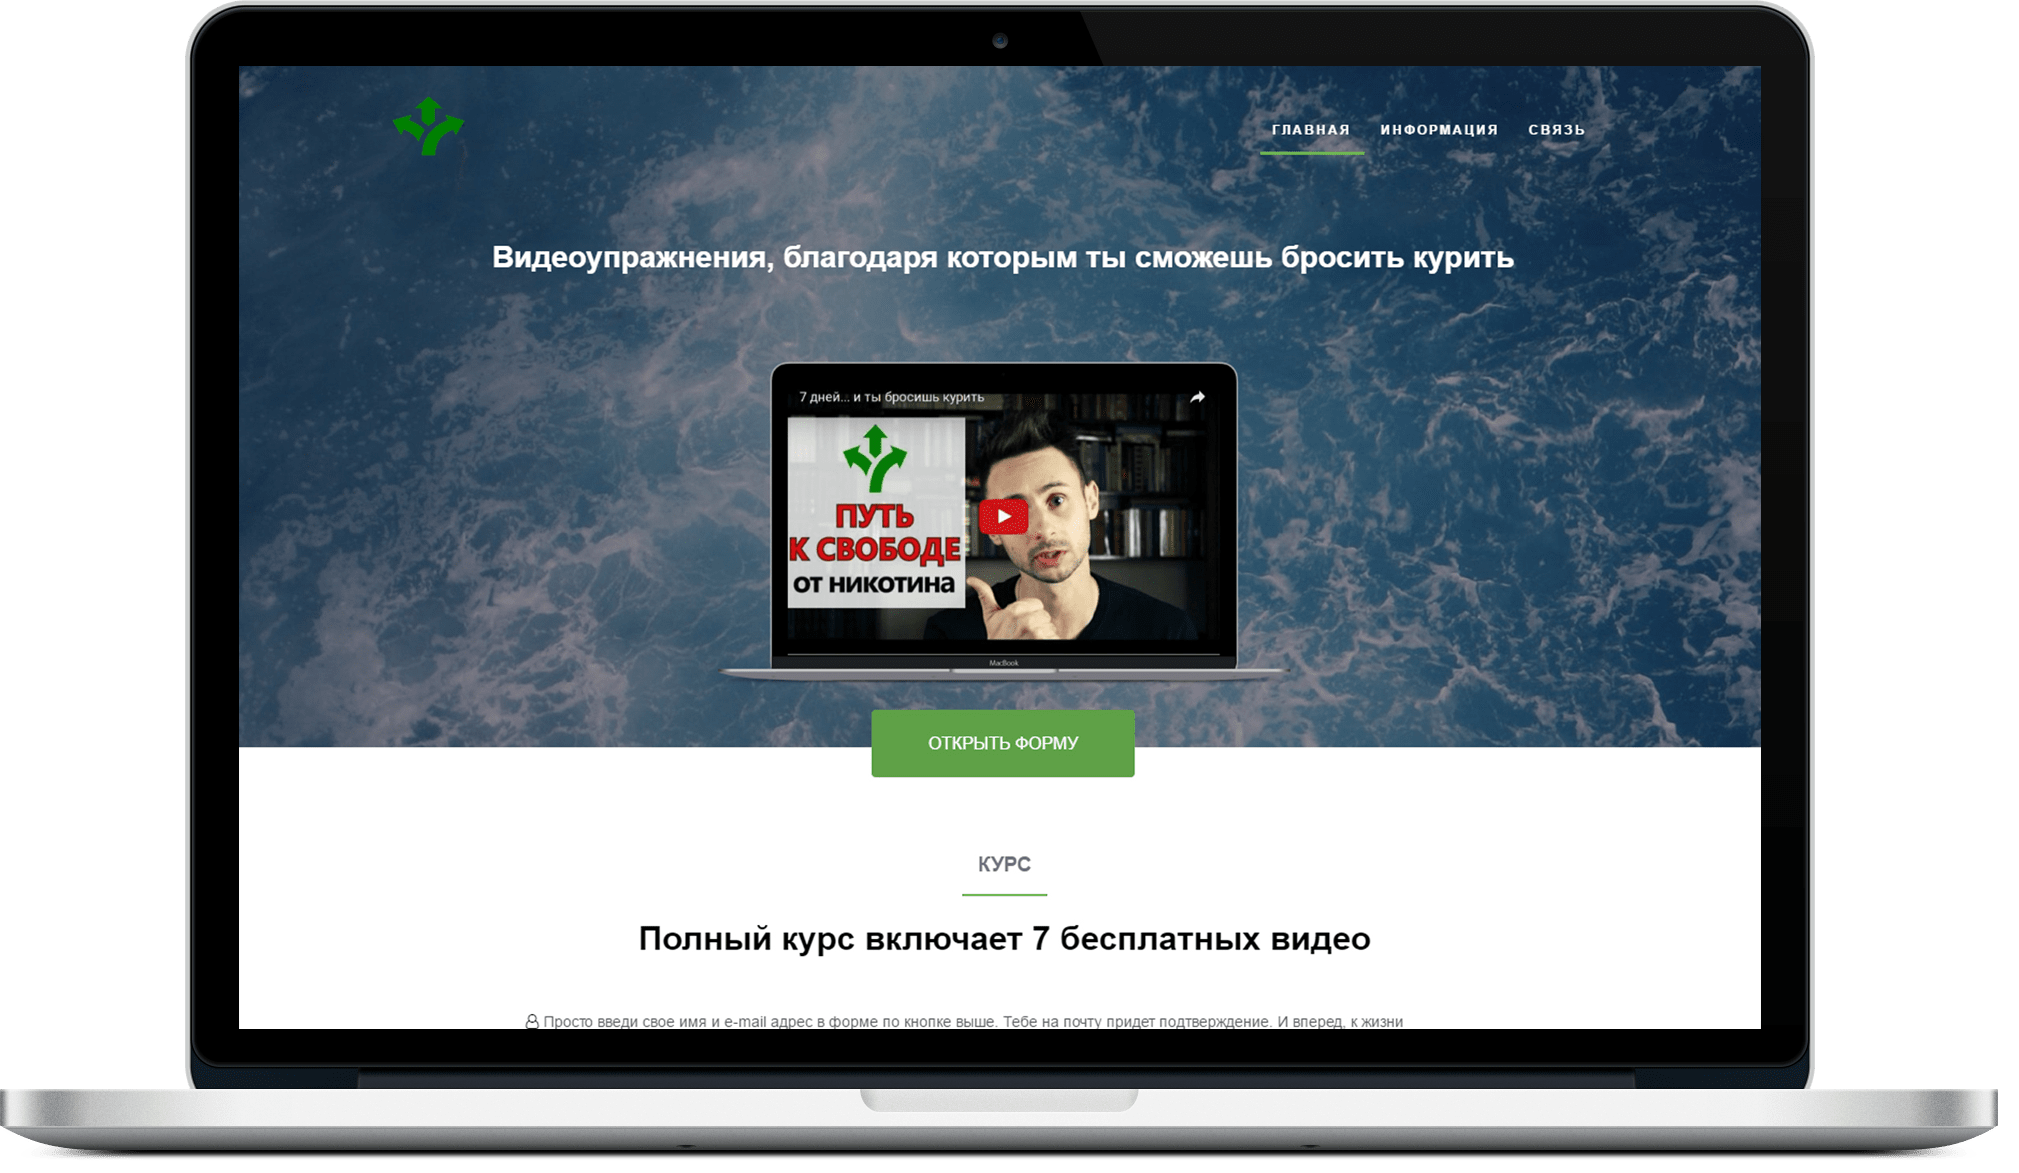 ГЛАВНАЯ ИНФОРМАЦИЯ СВЯЗЬ
Видеоупражнения, благодаря которым ты сможешь бросить курить
7 дней... и ты бросишь курить
ПУТЬ
К СВОБОДЕ
ОТ НИКОТИНА
MacBook
ОТКРЫТЬ ФОРМУ
КУРС
Полный курс включает 7 бесплатных видео
Просто введи свое имя и e-mail адрес в форме по кнопке выше. Тебе на почту придет подтверждение. И вперед, к жизни